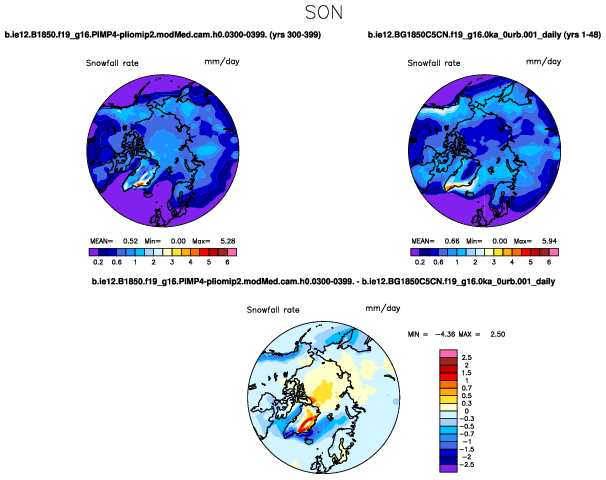 SON
b.ie12.B1850.f19_g16.PIMP4-pliomip2.modMed.cam.h0.0300-0399. (yrs 300-399)
b.ie12.BG1850C5CN.f19_g16.0ka_0urb.001_daily (yrs 1-48)
Snowfall rate mm/day
Snowfall rate mm/day
MEAN= 0.52 Min= 0.00 Max= 5.28
MEAN= 0.66 Min= 0.00 Max= 5.94
0.2 0.6 1 2 3 4 5 6
0.2 0.6 1 2 3 4 5 6
b.ie12.B1850.f19_g16.PIMP4-pliomip2.modMed.cam.h0.0300-0399. - b.ie12.BG1850C5CN.f19_g16.0ka_0urb.001_daily
Snowfall rate mm/day
MIN = -4.36 MAX = 2.50
2.5
2
1.5
1
0.7
0.5
0.3
0
-0.3
-0.5
-0.7
-1
-1.5
-2
-2.5